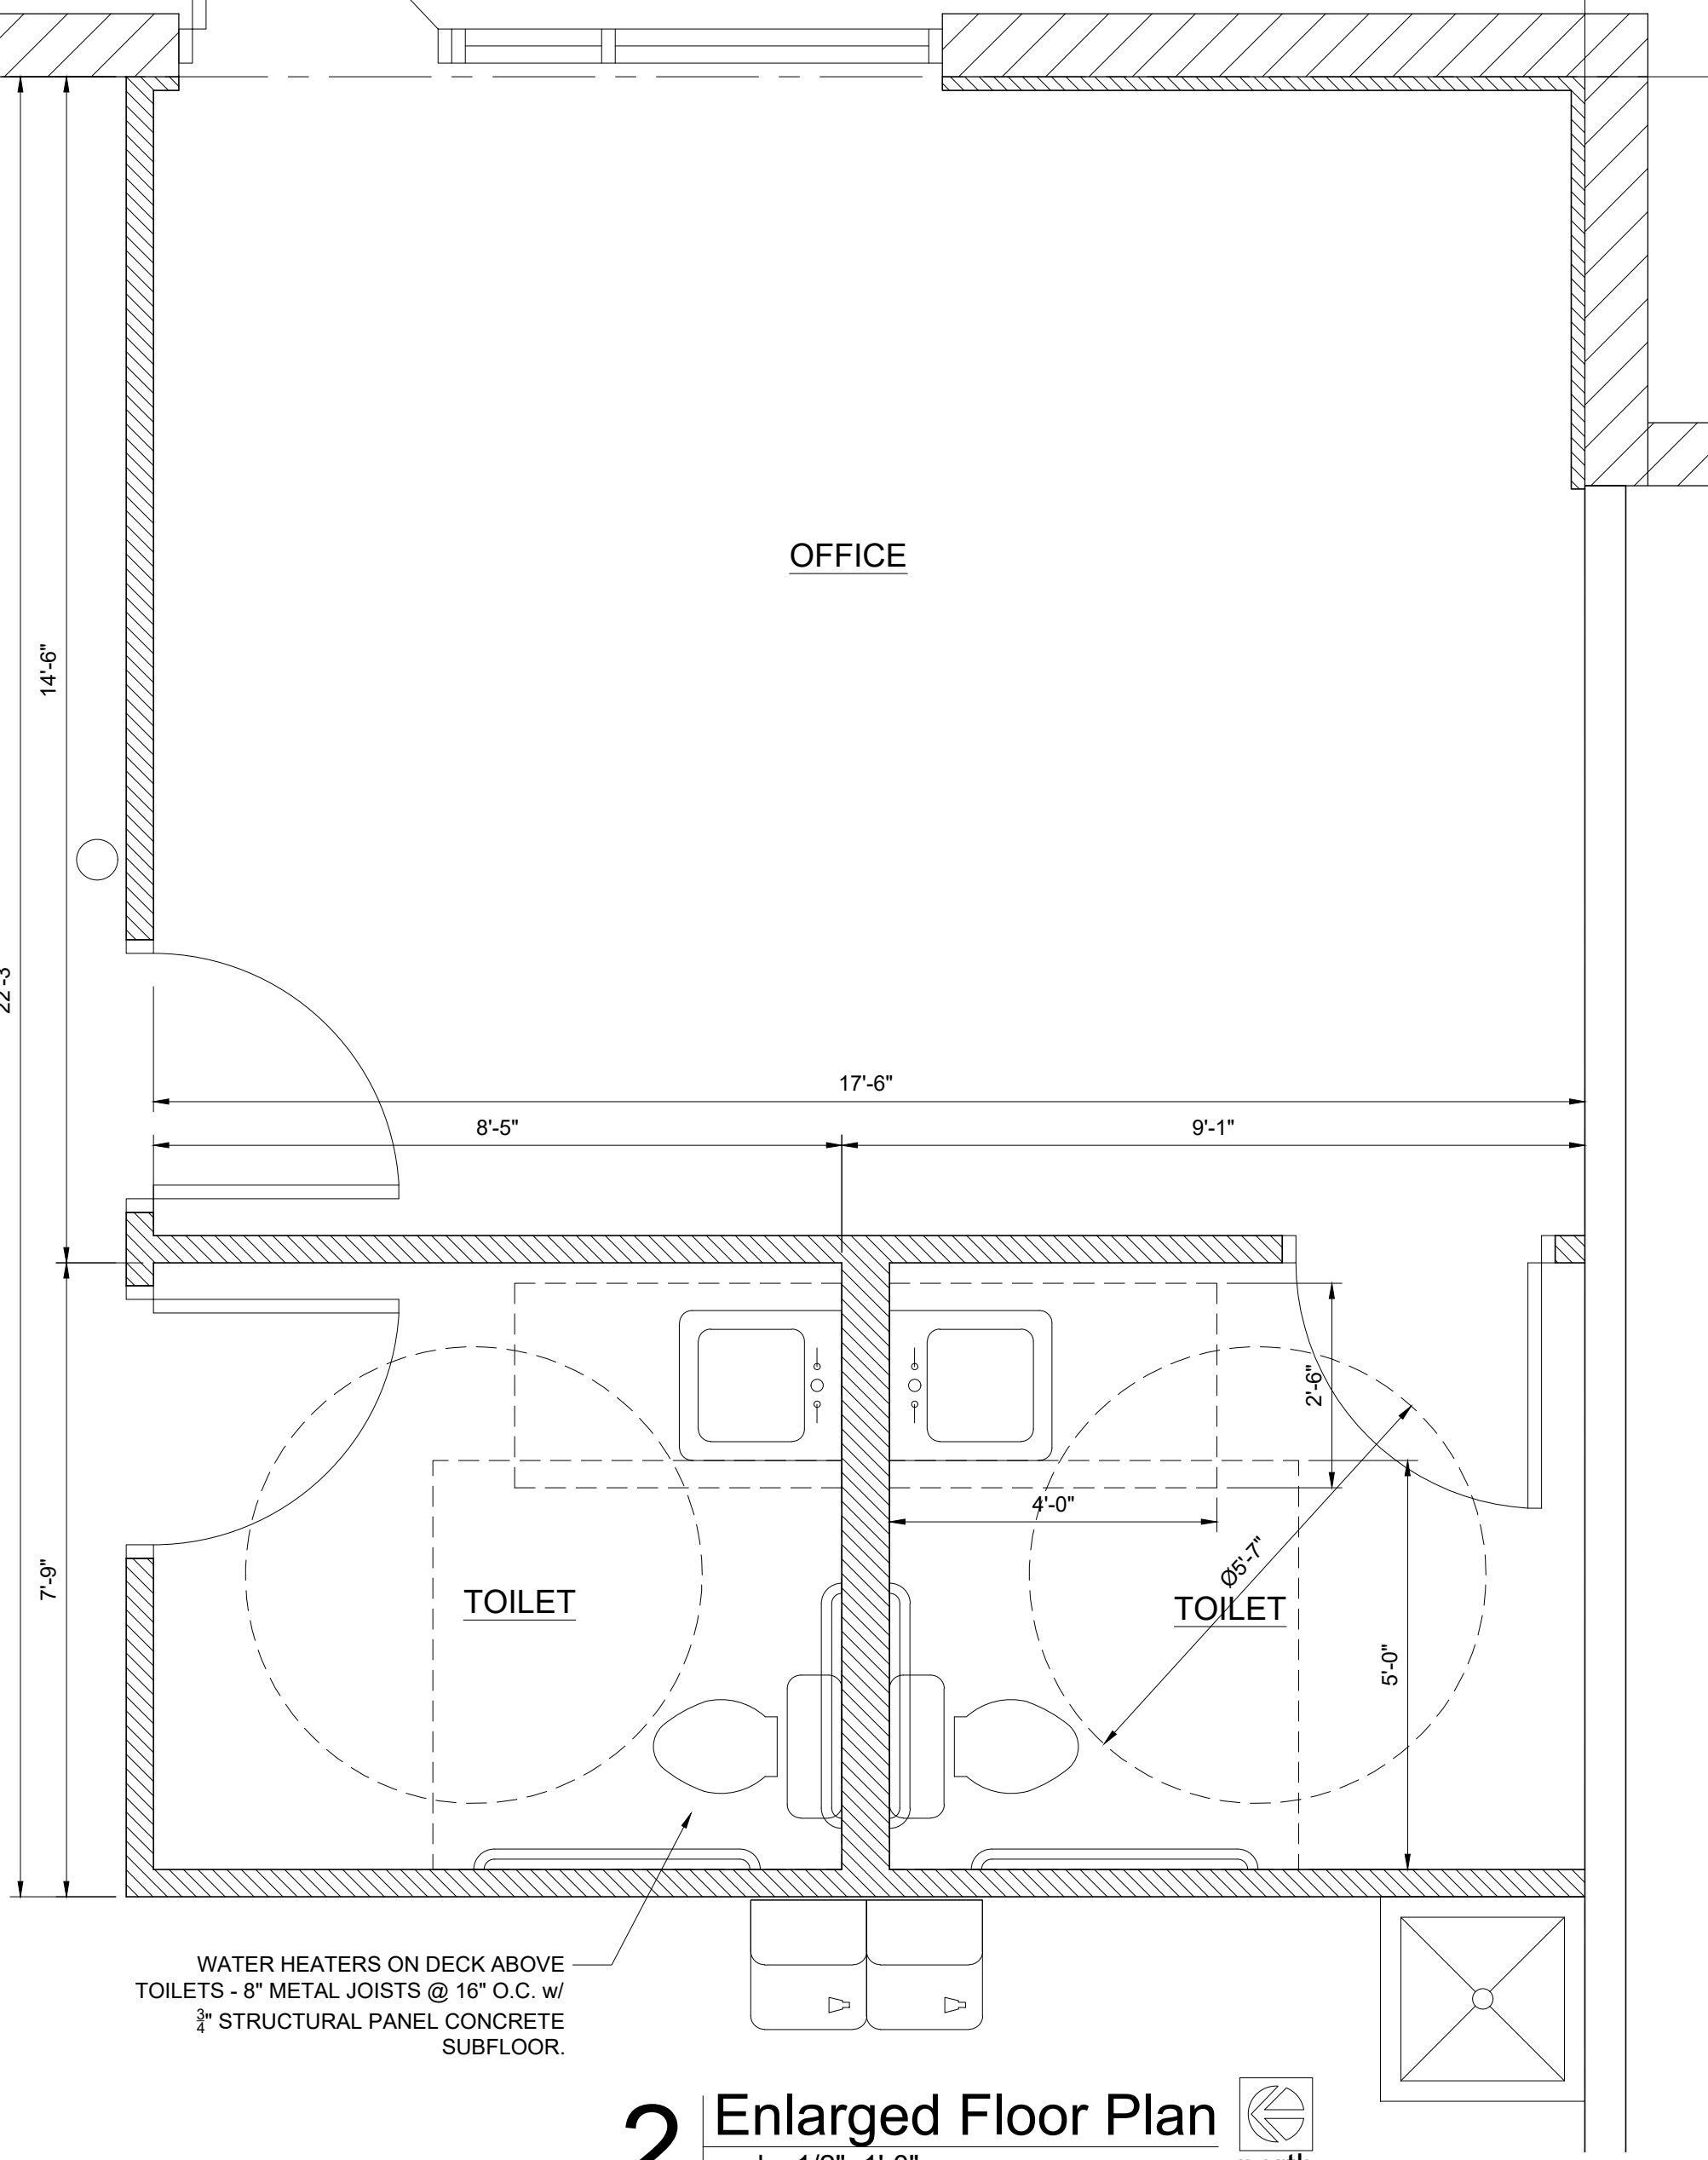 OFFICE
14'-6"
17'-6"
8'-5"
9'-1"
2'-6"
4'-0"
Ø5'-7"
7'-9"
TOILET
TOILET
5'-0"
WATER HEATERS ON DECK ABOVE
TOILETS - 8" METAL JOISTS @ 16" O.C. w/
¾" STRUCTURAL PANEL CONCRETE
SUBFLOOR.
2
Enlarged Floor Plan